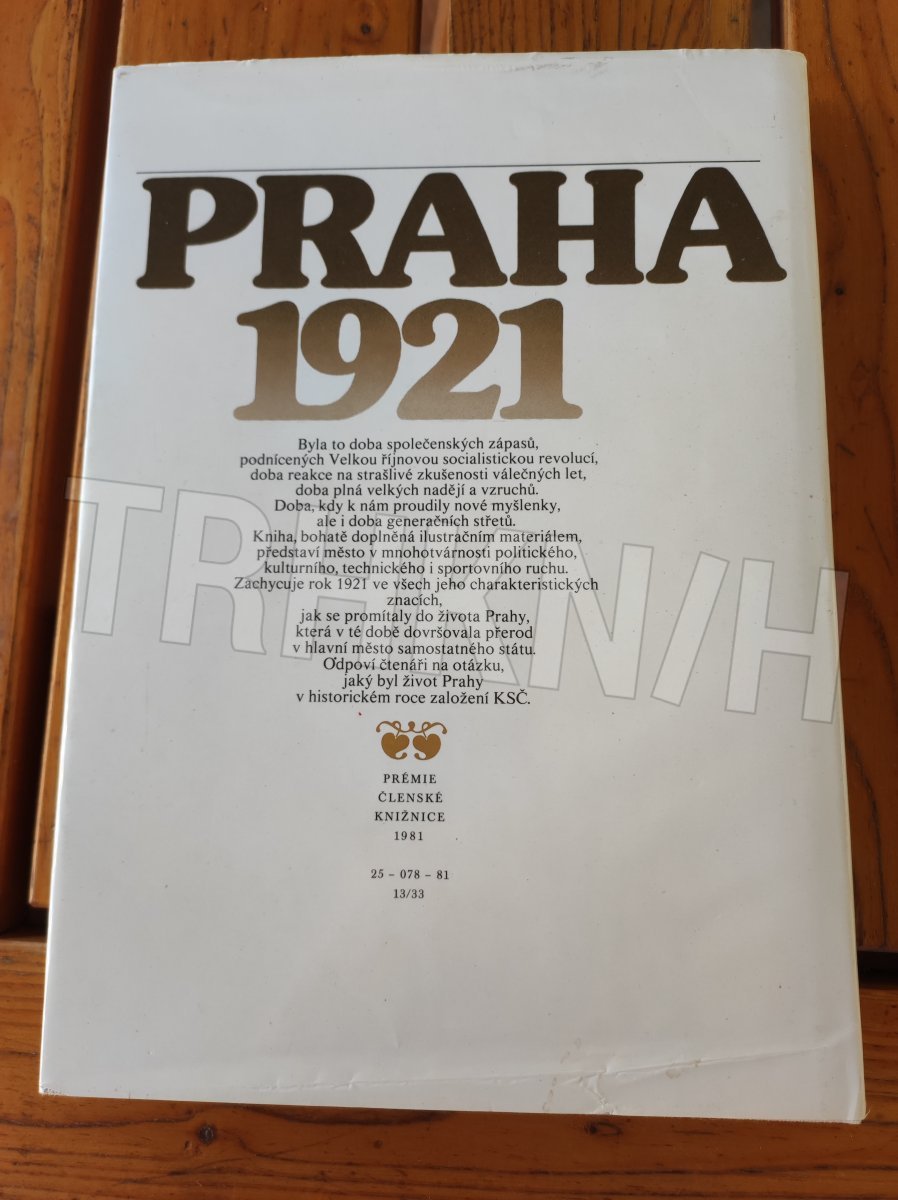 PRAHA
1921
Byla to doba společenských zápasů,
podnícených Velkou říjnovou socialistickou revolucí,
doba reakce na strašlivé zkušenosti válečných let,
doba plná velkých nadějí a vzruchů.
Doba, kdy k nám proudily nové myšlenky,
ale i doba generačních střetů.
Kniha, bohatě doplněná ilustračním materiálem,
představí město v mnohotvárnosti politického,
kulturního, technického i sportovního ruchu.
Zachycuje rok 1921 ve všech jeho charakteristických
znacích,
jak se promítaly do života Prahy,
která v té době dovršovala přerod
v hlavní město samostatného státu.
Odpoví čtenáři na otázku,
jaký byl život Prahy
v historickém roce založení KSČ.
PRÉMIE
ČLENSKÉ
KNIŽNICE
1981
25 – 078 – 81
13/33
TRHKNIH